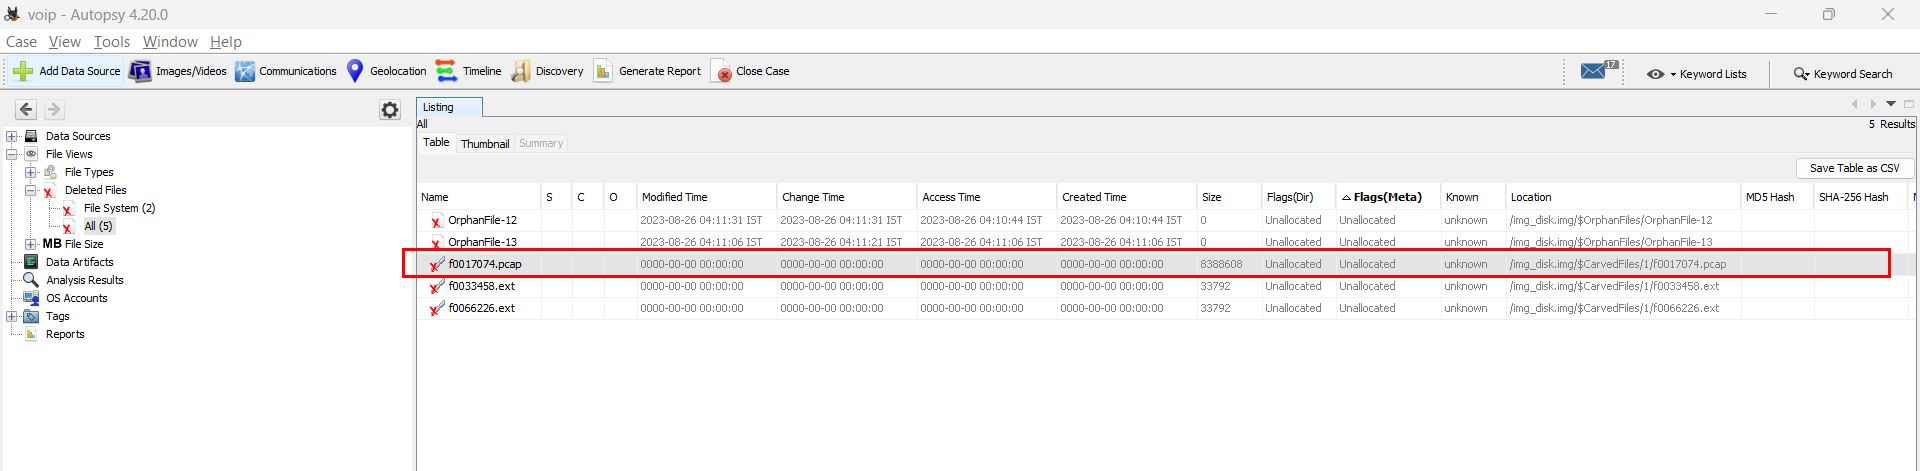 voip - Autopsy 4.20.0
Case View Tools Window Help
Add Data Source Images/Videos Communications Geolocation Timeline Discovery Generate Report Close Case 17 Keyword Lists Keyword Search
Data Sources
File Views
File Types
Deleted Files
File System (2)
All (5)
MB File Size
Data Artifacts
Analysis Results
OS Accounts
Tags
Reports
Listing
All 5 Results
Table Thumbnail Summary
Save Table as CSV
Name S C O Modified Time Change Time Access Time Created Time Size Flags(Dir) Flags(Meta) Known Location MD5 Hash SHA-256 Hash
OrphanFile-12 2023-08-26 04:11:31 IST 2023-08-26 04:11:31 IST 2023-08-26 04:10:44 IST 2023-08-26 04:10:44 IST 0 Unallocated Unallocated unknown /img_disk.img/$OrphanFiles/OrphanFile-12
OrphanFile-13 2023-08-26 04:11:06 IST 2023-08-26 04:11:21 IST 2023-08-26 04:11:06 IST 2023-08-26 04:11:06 IST 0 Unallocated Unallocated unknown /img_disk.img/$OrphanFiles/OrphanFile-13
f0017074.pcap 0000-00-00 00:00:00 0000-00-00 00:00:00 0000-00-00 00:00:00 0000-00-00 00:00:00 8388608 Unallocated Unallocated unknown /img_disk.img/$CarvedFiles/1/f0017074.pcap
f0033458.ext 0000-00-00 00:00:00 0000-00-00 00:00:00 0000-00-00 00:00:00 0000-00-00 00:00:00 33792 Unallocated Unallocated unknown /img_disk.img/$CarvedFiles/1/f0033458.ext
f0066226.ext 0000-00-00 00:00:00 0000-00-00 00:00:00 0000-00-00 00:00:00 0000-00-00 00:00:00 33792 Unallocated Unallocated unknown /img_disk.img/$CarvedFiles/1/f0066226.ext